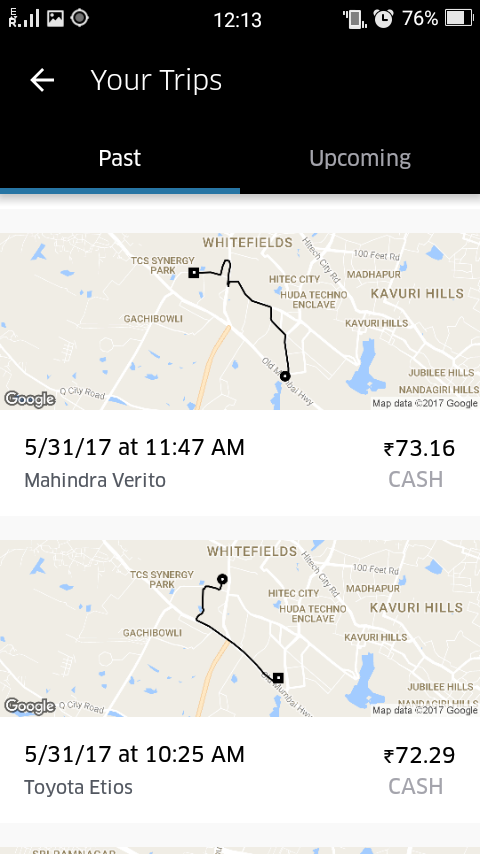 E
R
12:13
76%
Your Trips
Past
Upcoming
WHITEFIELDS
TCS SYNERGY
PARK
Hitech City Rd
100 Feet Rd
HITEC CITY
MADHAPUR
HUDA TECHNO
ENCLAVE
KAVURI HILLS
GACHIBOWLI
KAVURI HILLS
Old Mumbai Hwy
JUBILEE HILLS
Q City Road
NANDAGIRI HILLS
Google
Map data ©2017 Google
5/31/17 at 11:47 AM
₹73.16
Mahindra Verito
CASH
WHITEFIELDS
TCS SYNERGY
PARK
Hitech City Rd
100 Feet Rd
HITEC CITY
MADHAPUR
HUDA TECHNO
ENCLAVE
KAVURI HILLS
GACHIBOWLI
KAVURI HILLS
Old Mumbai Hwy
JUBILEE HILLS
Q City Road
NANDAGIRI HILLS
Google
Map data ©2017 Google
5/31/17 at 10:25 AM
₹72.29
Toyota Etios
CASH